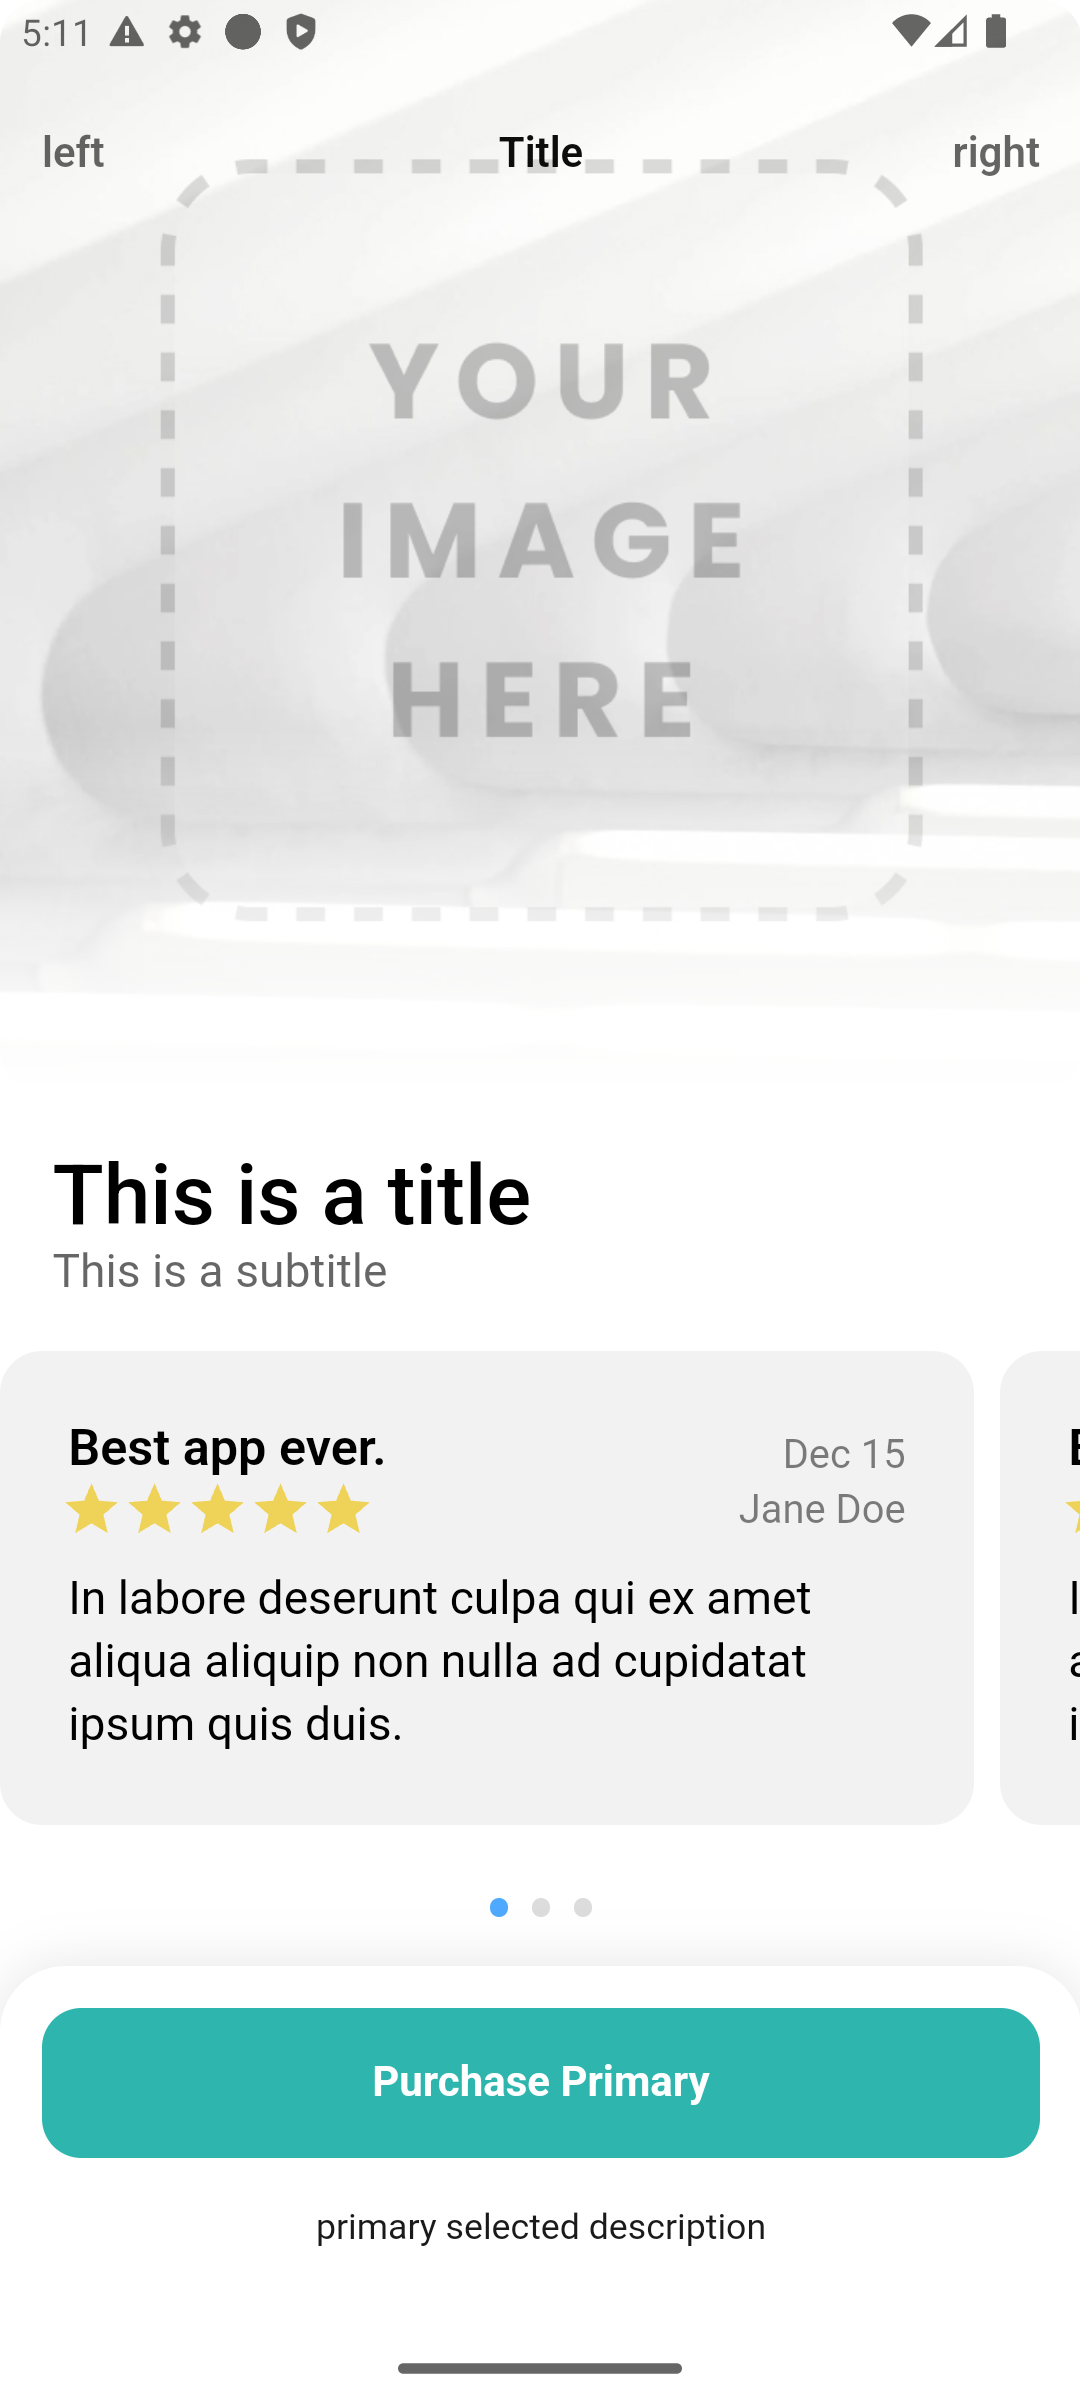 5:11
left
Title
right
YOUR
IMAGE
HERE
This is a title
This is a subtitle
Best app ever.
Dec 15
Jane Doe
In labore deserunt culpa qui ex amet
aliqua aliquip non nulla ad cupidatat
ipsum quis duis.
Purchase Primary
primary selected description